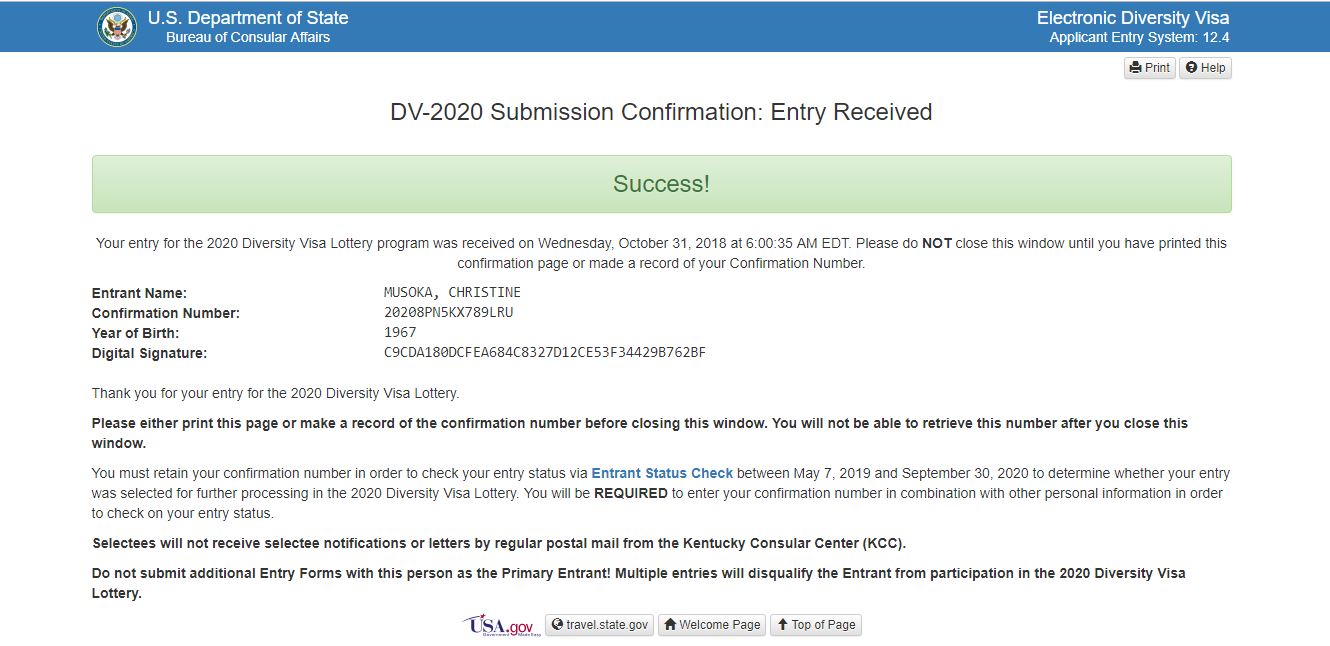 U.S. Department of State
Bureau of Consular Affairs
Electronic Diversity Visa
Applicant Entry System: 12.4
Print Help
DV-2020 Submission Confirmation: Entry Received
Success!
Your entry for the 2020 Diversity Visa Lottery program was received on Wednesday, October 31, 2018 at 6:00:35 AM EDT. Please do NOT close this window until you have printed this
confirmation page or made a record of your Confirmation Number.
Entrant Name: MUSOKA, CHRISTINE
Confirmation Number: 20208PN5KX789LRU
Year of Birth: 1967
Digital Signature: C9CDA180DCFEA684C8327D12CE53F34429B762BF
Thank you for your entry for the 2020 Diversity Visa Lottery.
Please either print this page or make a record of the confirmation number before closing this window. You will not be able to retrieve this number after you close this
window.
You must retain your confirmation number in order to check your entry status via Entrant Status Check between May 7, 2019 and September 30, 2020 to determine whether your entry
was selected for further processing in the 2020 Diversity Visa Lottery. You will be REQUIRED to enter your confirmation number in combination with other personal information in order
to check on your entry status.
Selectees will not receive selectee notifications or letters by regular postal mail from the Kentucky Consular Center (KCC).
Do not submit additional Entry Forms with this person as the Primary Entrant! Multiple entries will disqualify the Entrant from participation in the 2020 Diversity Visa
Lottery.
USA.gov travel.state.gov Welcome Page Top of Page